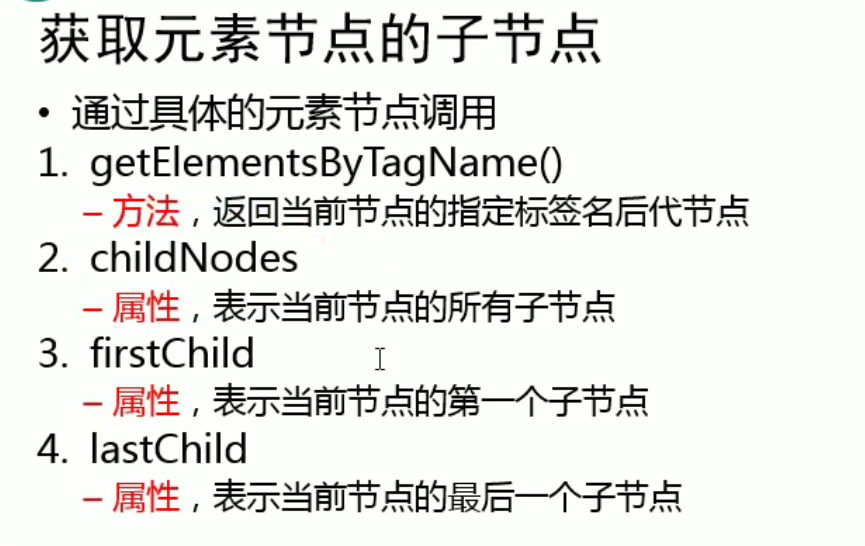 获取元素节点的子节点
• 通过具体的元素节点调用
1. getElementsByTagName()
– 方法，返回当前节点的指定标签名后代节点
2. childNodes
– 属性，表示当前节点的所有子节点
3. firstChild
– 属性，表示当前节点的第一个子节点
4. lastChild
– 属性，表示当前节点的最后一个子节点